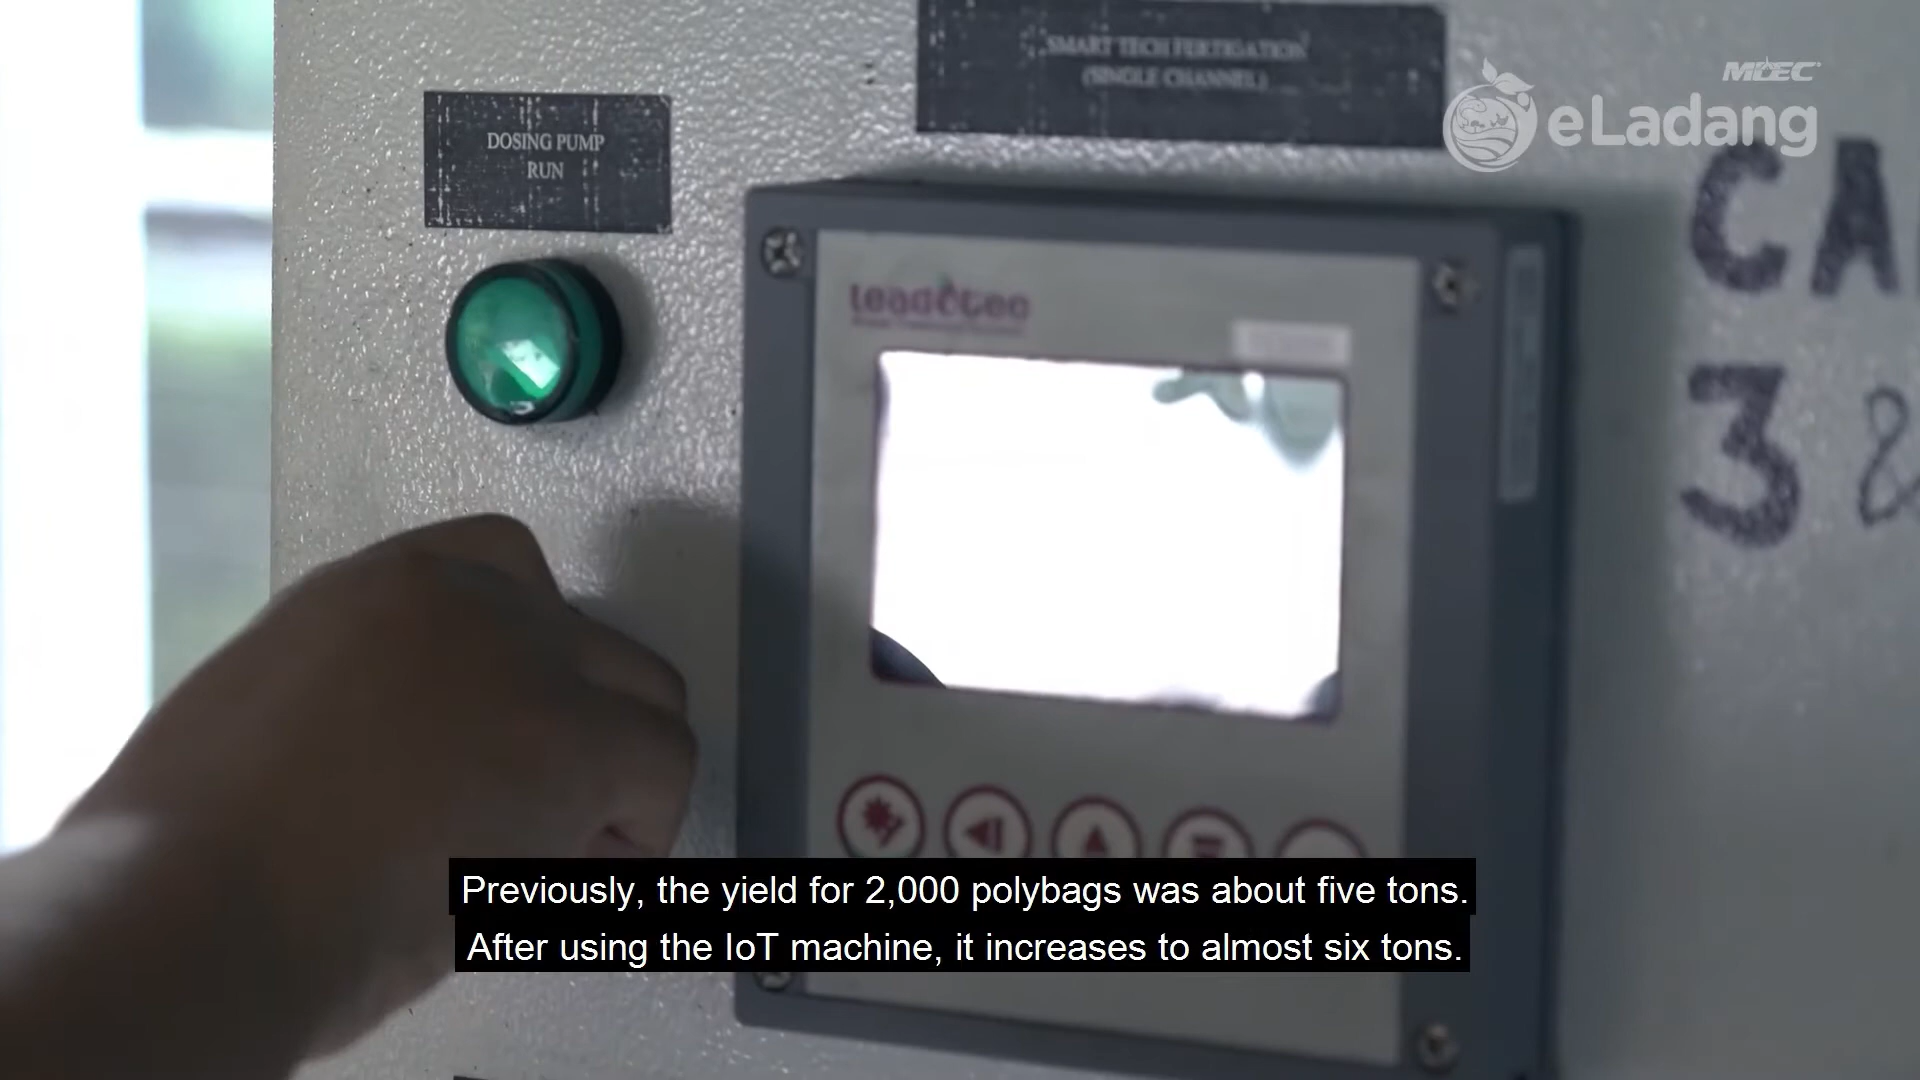 SMART TECH FERTIGATION
(SINGLE CHANNEL)
MDEC
eLadang
DOSING PUMP
RUN
CA
leadotec
3 &
Previously, the yield for 2,000 polybags was about five tons.
After using the IoT machine, it increases to almost six tons.